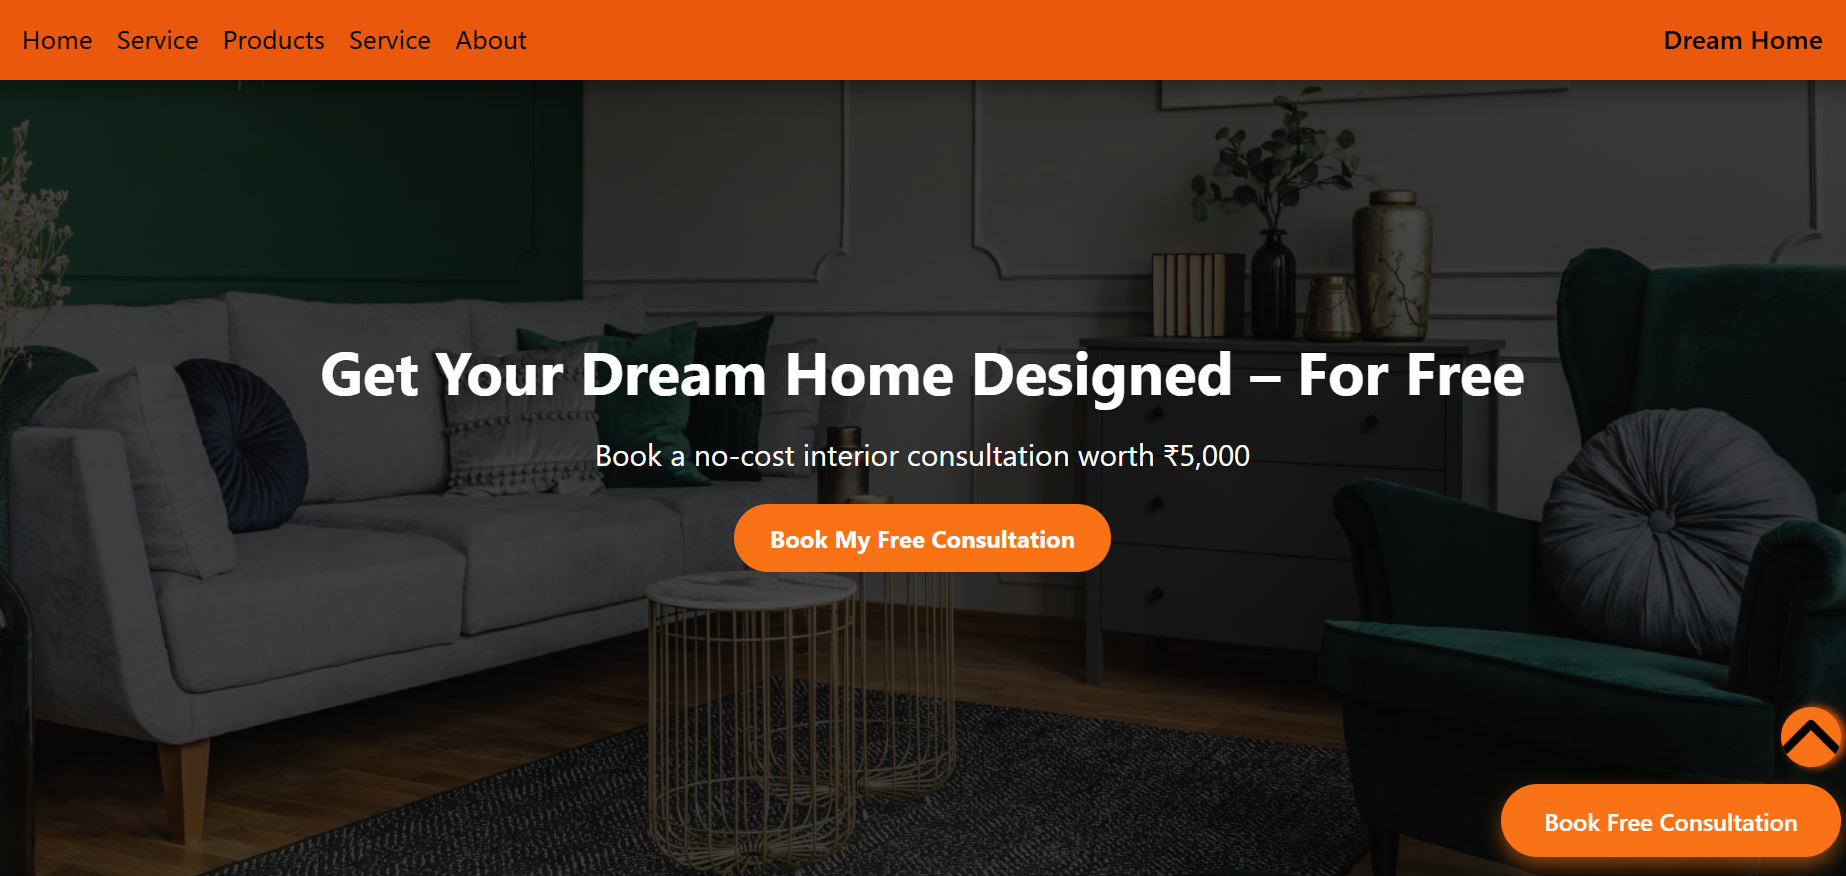 Home Service Products Service About Dream Home
Get Your Dream Home Designed – For Free
Book a no-cost interior consultation worth ₹5,000
Book My Free Consultation
Book Free Consultation